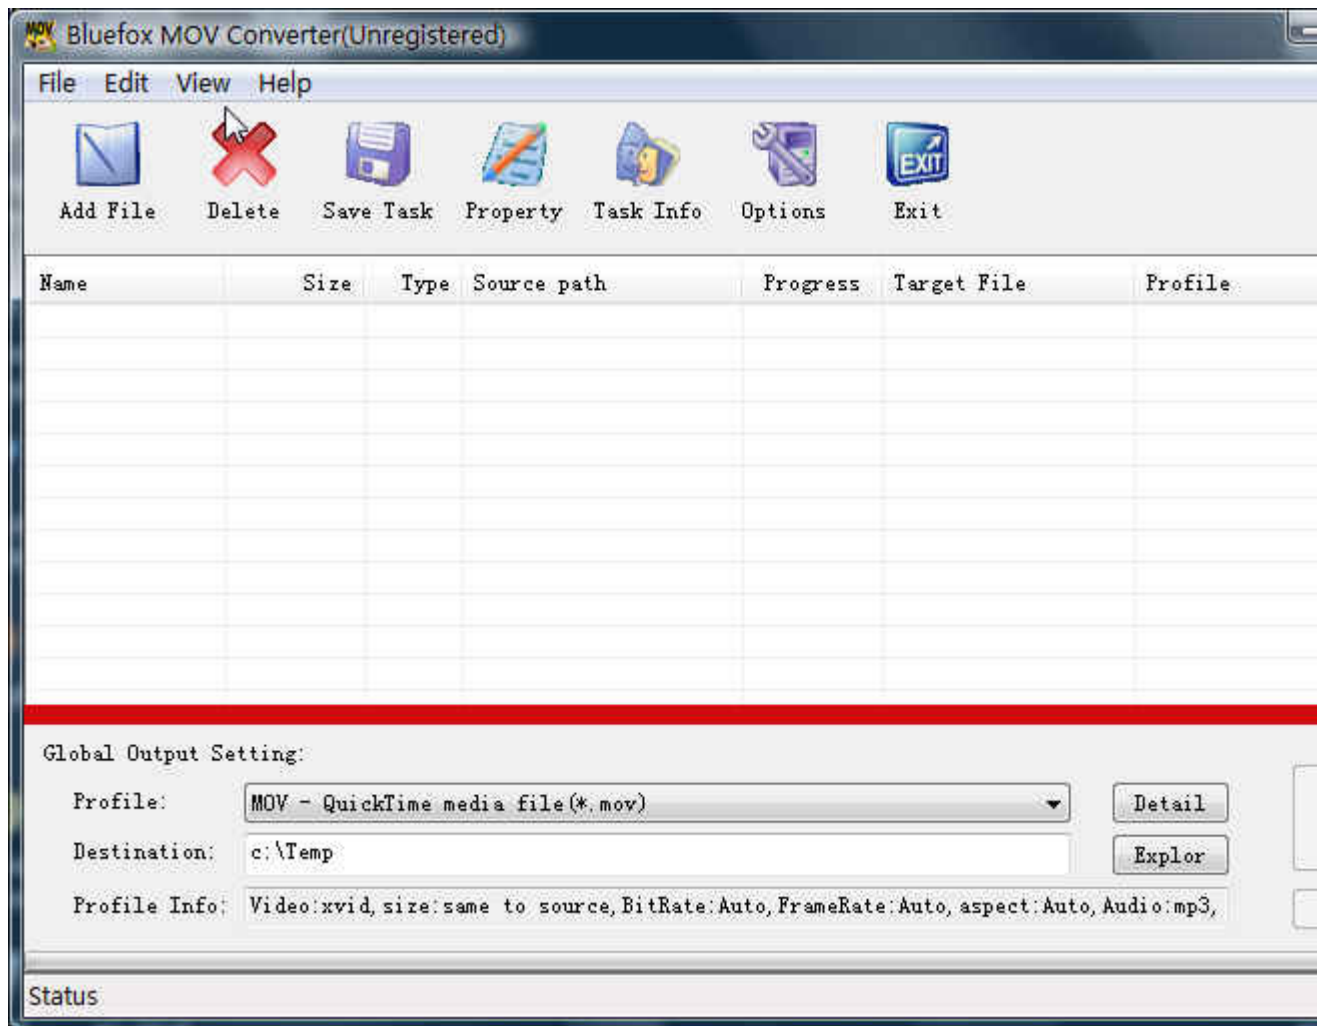 MOV Bluefox MOV Converter(Unregistered)
File Edit View Help
EXIT
Add File Delete Save Task Property Task Info Options Exit
Name Size Type Source path Progress Target File Profile
Global Output Setting:
Profile: MOV - QuickTime media file(*.mov) Detail
Destination: c:\Temp Explor
Profile Info: Video:xvid,size:same to source,BitRate:Auto,FrameRate:Auto,aspect:Auto,Audio:mp3,
Status